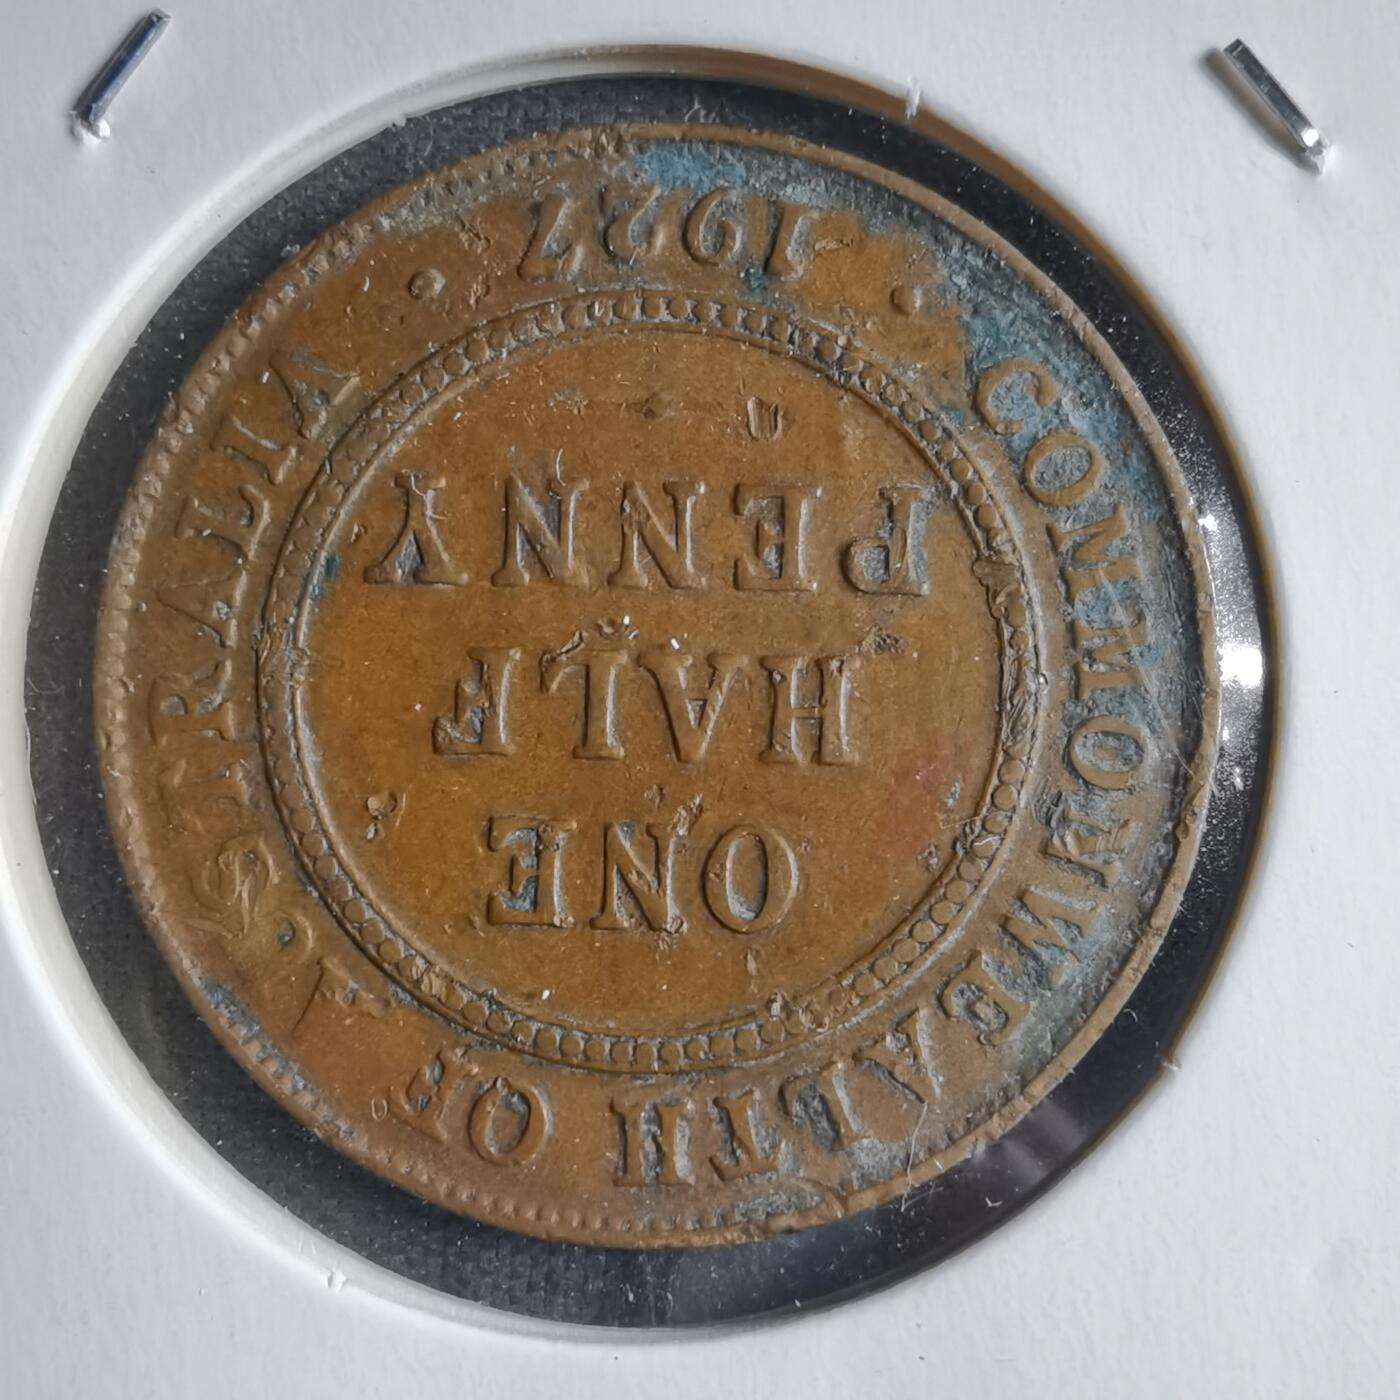 COMMONWEALTH OF AUSTRALIA
ONE
HALF
PENNY
· 1927 ·